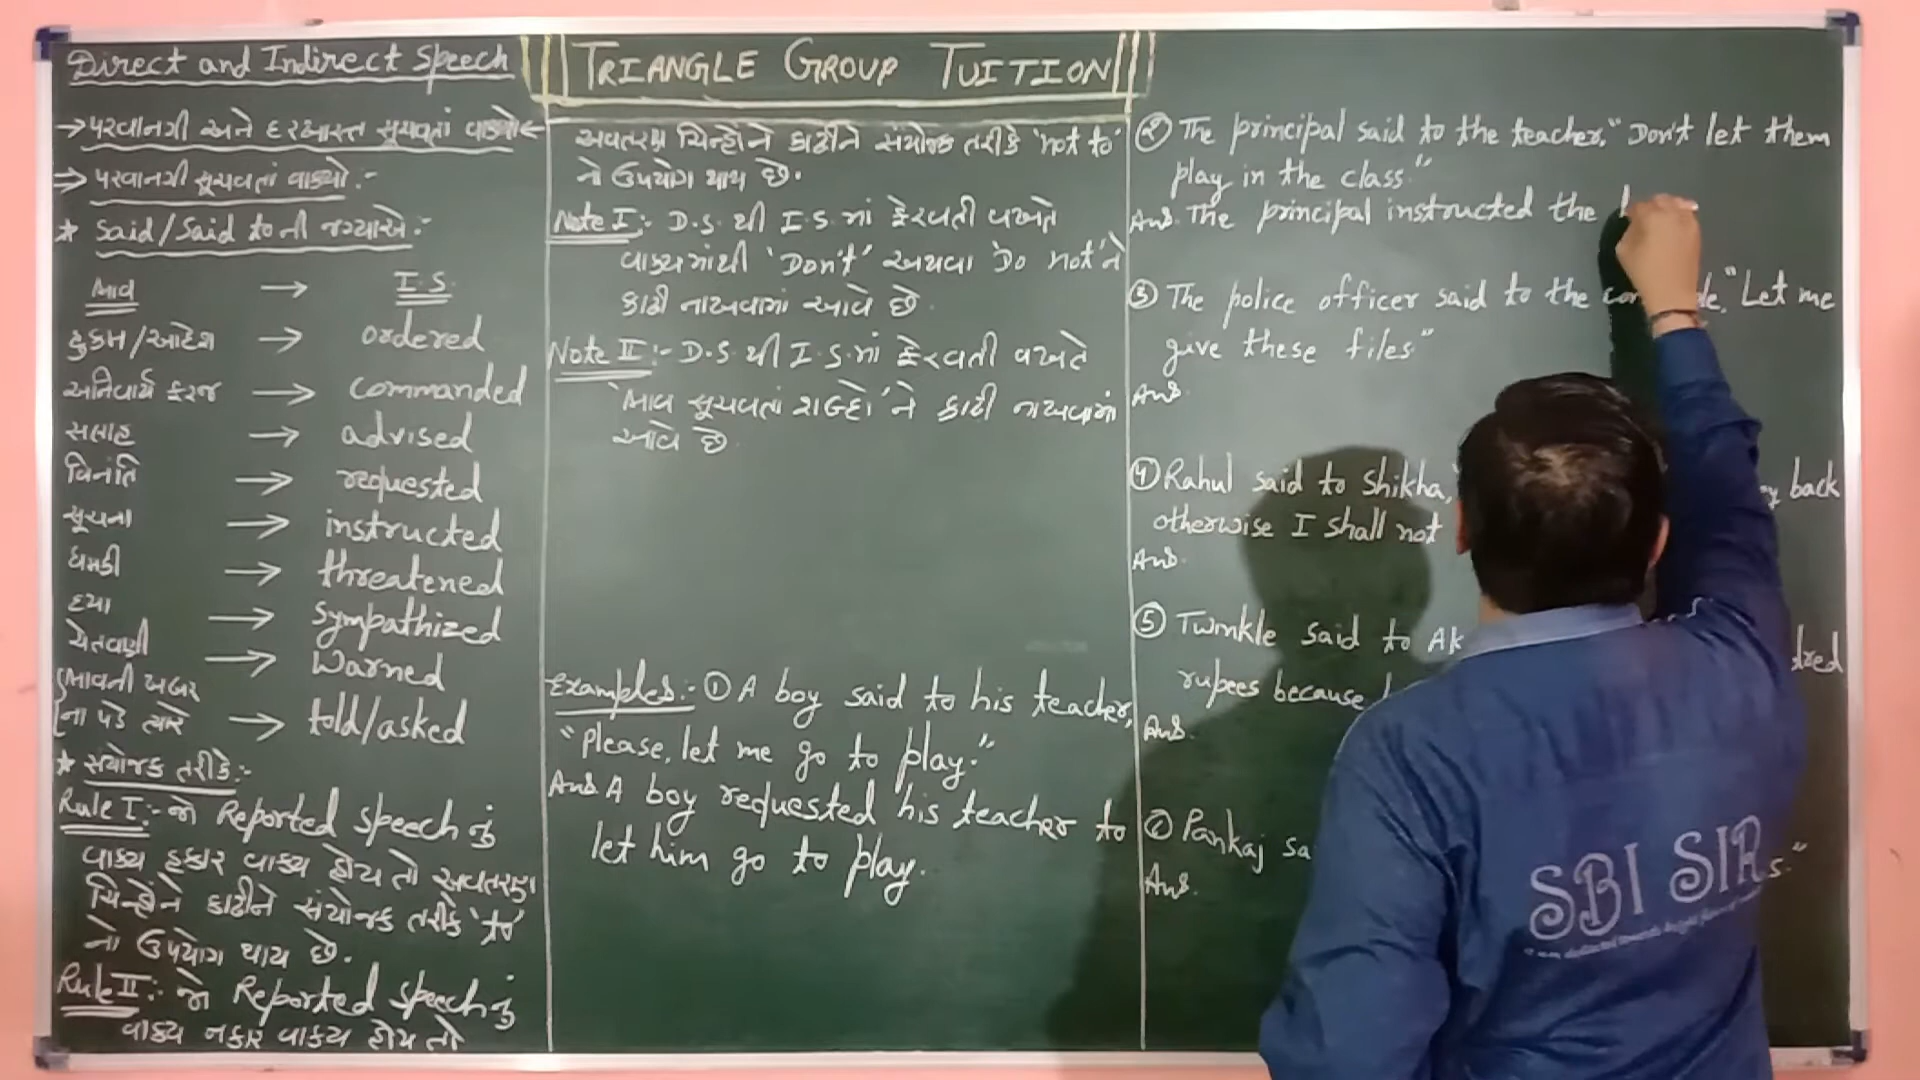 Direct and Indirect Speech
→ પરવાનગી અને દરખાસ્ત સૂચવતાં વાક્યો ←
⇒ પરવાનગી સૂચવતાં વાક્યો :-
* Said/Said to ની જગ્યાએ :-
ભાવ → I.S.
હુકમ/આદેશ → ordered
અનિવાર્ય ફરજ → commanded
સલાહ → advised
વિનંતિ → requested
સૂચના → instructed
ધમકી → threatened
દયા → Sympathized
ચેતવણી → Warned
ભાવની ખબર
ના પડે ત્યારે → told/asked
* સંયોજક તરીકે :-
Rule I :- જો Reported Speech નું
વાક્ય હકાર વાક્ય હોય તો અવતરણ
ચિન્હોને કાઢીને સંયોજક તરીકે 'to'
નો ઉપયોગ થાય છે.
Rule II :- જો Reported Speech નું
વાક્ય નકાર વાક્ય હોય તો
TRIANGLE GROUP TUITION
અવતરણ ચિન્હોને કાઢીને સંયોજક તરીકે 'not to'
નો ઉપયોગ થાય છે.
Note I :- D.S. થી I.S. માં ફેરવતી વખતે
વાક્યમાંથી 'Don't' અથવા 'Do not' ને
કાઢી નાખવામાં આવે છે.
Note II :- D.S. થી I.S. માં ફેરવતી વખતે
'ભાવ સૂચવતાં શબ્દો' ને કાઢી નાખવામાં
આવે છે.
Examples :- ① A boy said to his teacher,
"Please, let me go to play."
Ans A boy requested his teacher to
let him go to play.
② The principal said to the teacher, "Don't let them
play in the class."
Ans. The principal instructed the
③ The police officer said to the "Let me
give these files"
Ans.
④ Rahul said to Shikha, back
otherwise I shall not
Ans.
⑤ Twinkle said to
rupees because
Ans.
Pankaj
Ans.
SBI SIR